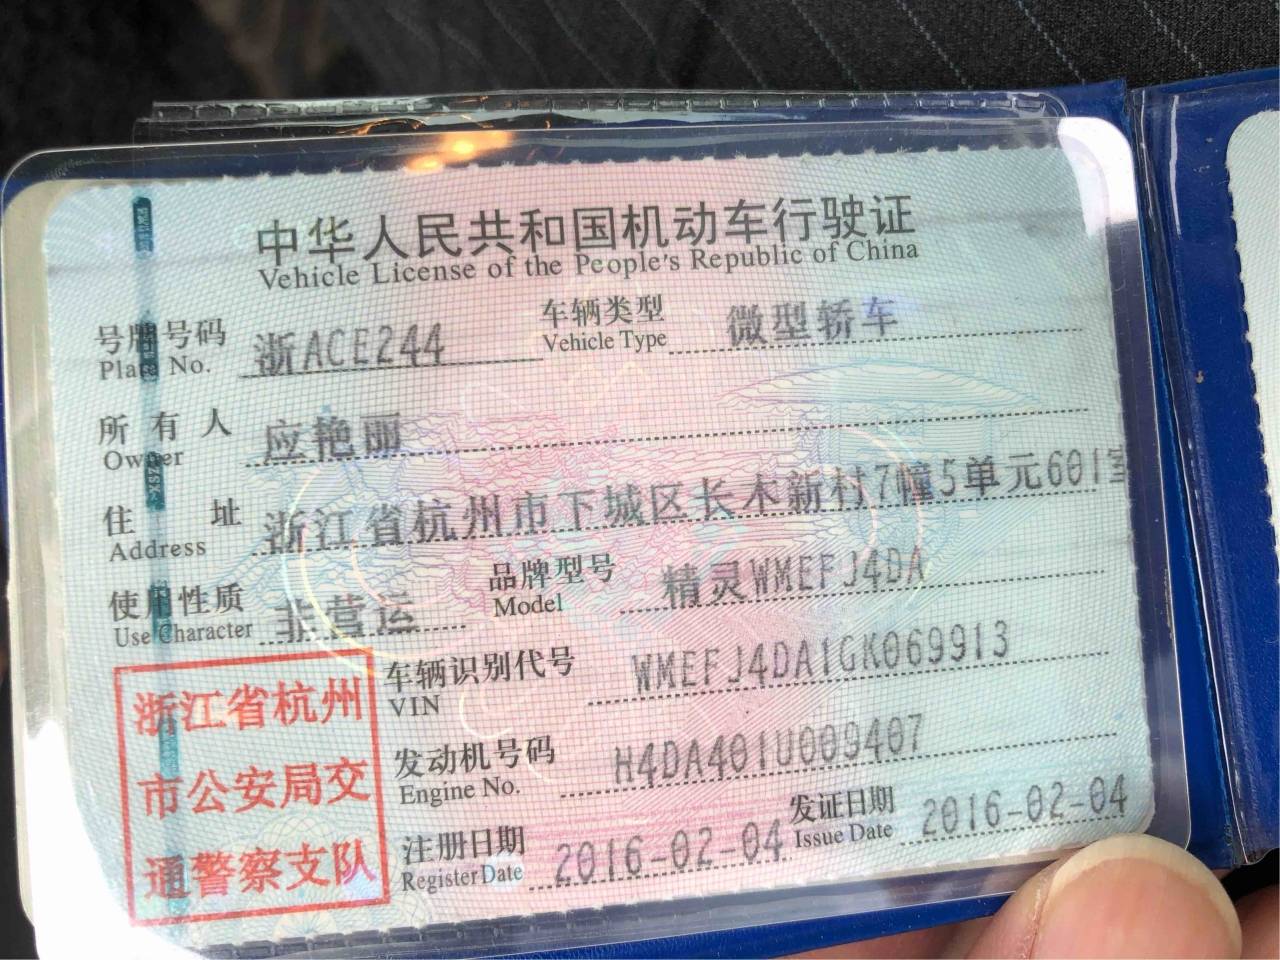 中华人民共和国机动车行驶证
Vehicle License of the People's Republic of China
号牌号码 浙ACE244 车辆类型 微型轿车
Plate No. Vehicle Type
所有人 应艳丽
Owner
住址 浙江省杭州市下城区长木新村7幢5单元601室
Address
使用性质 非营运 品牌型号 精灵WMEFJ4DA
Use Character Model
浙江省杭州
市公安局交
通警察支队
车辆识别代号 WMEFJ4DA1GK069913
VIN
发动机号码 H4DA401U009407
Engine No.
注册日期 2016-02-04 发证日期 2016-02-04
Register Date Issue Date